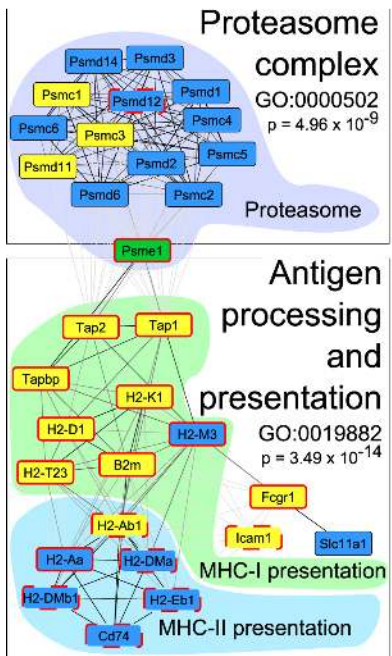 Proteasome
complex
GO:0000502
p = 4.96 x 10-9
Psmd14
Psmd3
Psmc1
Psmd12
Psmd1
Psmc6
Psmc3
Psmc4
Psmd11
Psmd2
Psmc5
Psmd6
Psmc2
Proteasome
Psme1
Antigen
processing
and
presentation
GO:0019882
p = 3.49 x 10-14
Tap2
Tap1
Tapbp
H2-K1
H2-D1
H2-M3
H2-T23
B2m
Fcgr1
H2-Ab1
Icam1
Slc11a1
H2-Aa
H2-DMa
MHC-I presentation
H2-DMb1
H2-Eb1
Cd74
MHC-II presentation